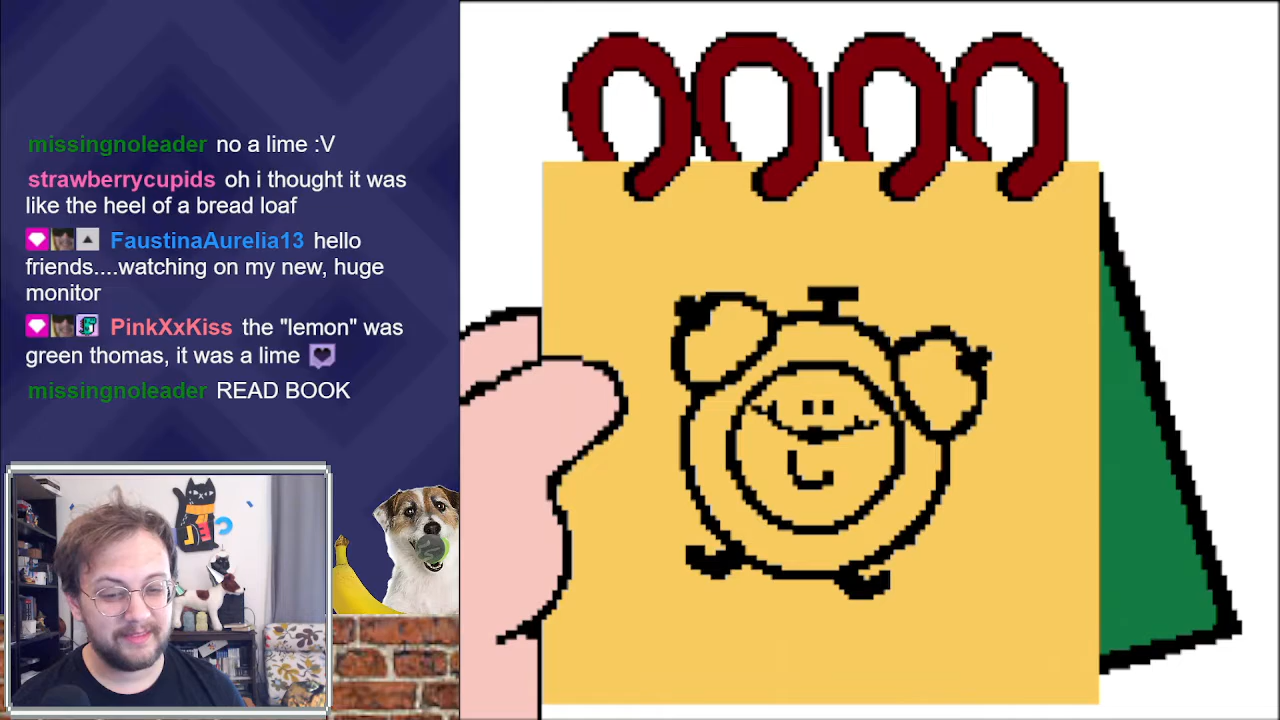 missingnoleader no a lime :V
strawberrycupids oh i thought it was
like the heel of a bread loaf
FaustinaAurelia13 hello
friends....watching on my new, huge
monitor
PinkXxKiss the "lemon" was
green thomas, it was a lime
missingnoleader READ BOOK